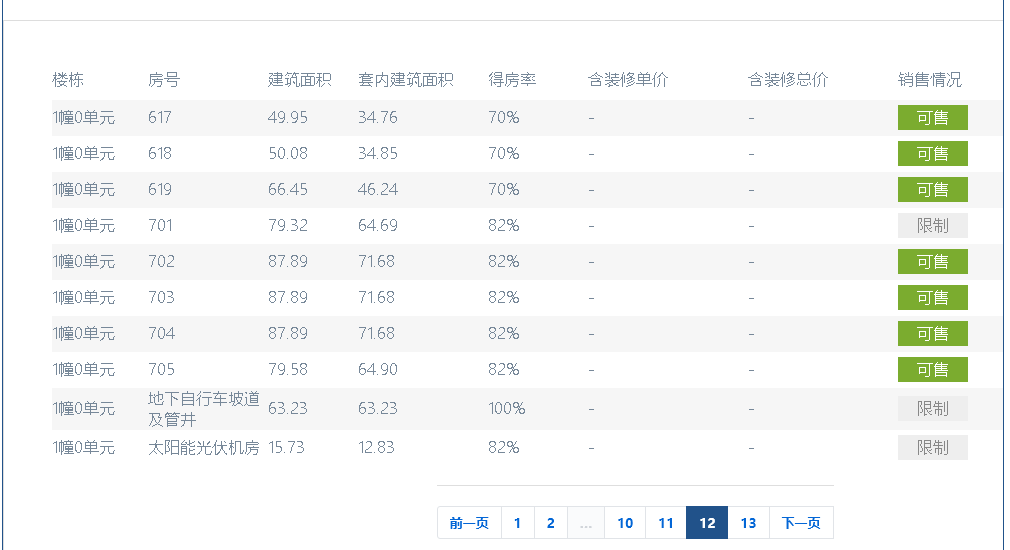 楼栋 房号 建筑面积 套内建筑面积 得房率 含装修单价 含装修总价 销售情况
1幢0单元 617 49.95 34.76 70% - - 可售
1幢0单元 618 50.08 34.85 70% - - 可售
1幢0单元 619 66.45 46.24 70% - - 可售
1幢0单元 701 79.32 64.69 82% - - 限制
1幢0单元 702 87.89 71.68 82% - - 可售
1幢0单元 703 87.89 71.68 82% - - 可售
1幢0单元 704 87.89 71.68 82% - - 可售
1幢0单元 705 79.58 64.90 82% - - 可售
地下自行车坡道
1幢0单元 63.23 63.23 100% - - 限制
及管井
1幢0单元 太阳能光伏机房 15.73 12.83 82% - - 限制
前一页 1 2 ... 10 11 12 13 下一页